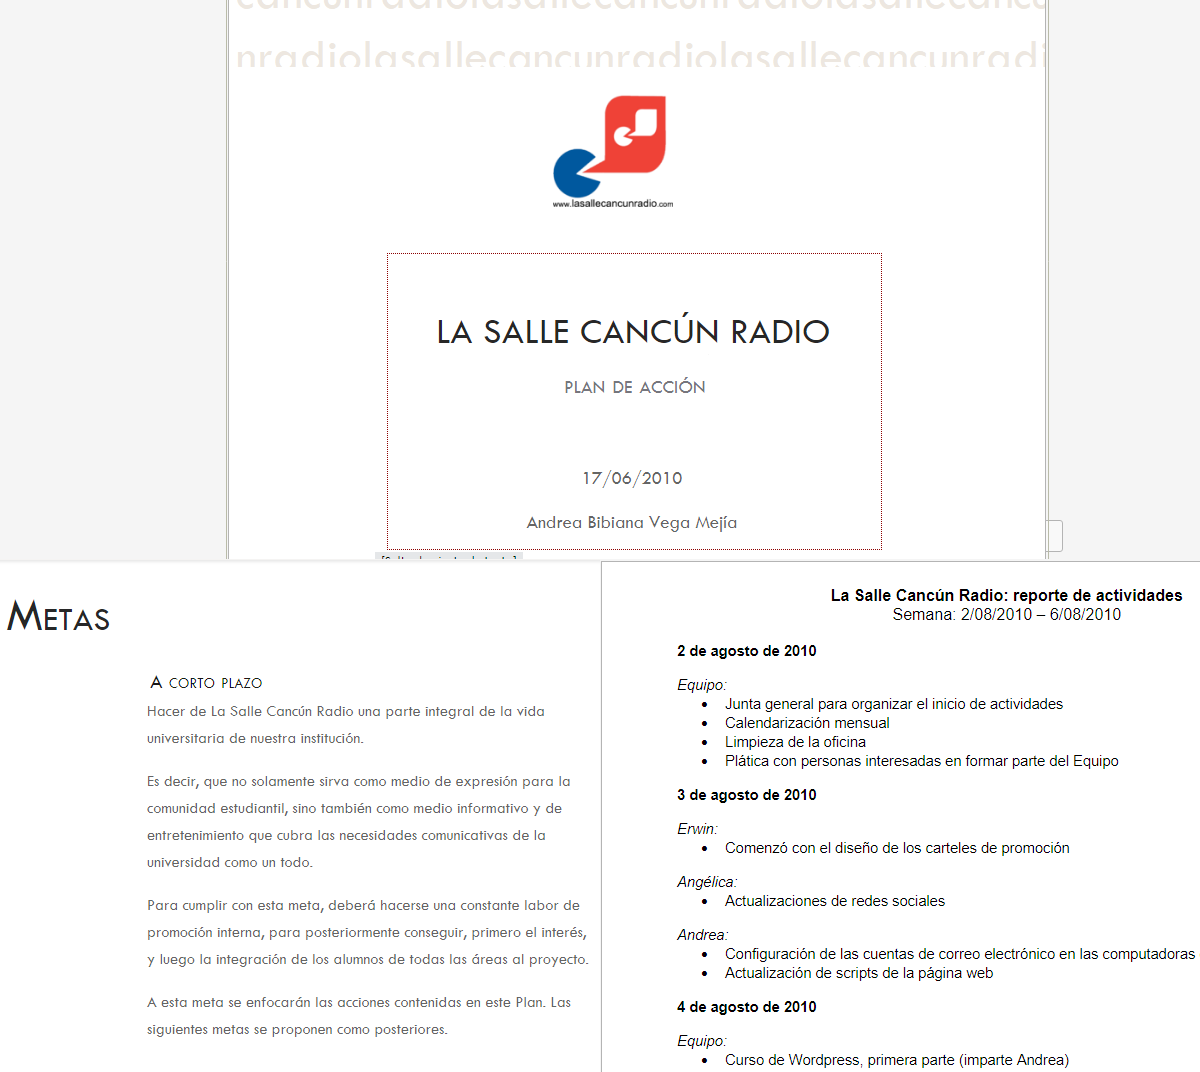 cancunradiolasallecancunradiolasallecancu
nradiolasallecancunradiolasallecancunradi
www.lasallecancunradio.com
LA SALLE CANCÚN RADIO
PLAN DE ACCIÓN
17/06/2010
Andrea Bibiana Vega Mejía
METAS
A CORTO PLAZO
Hacer de La Salle Cancún Radio una parte integral de la vida
universitaria de nuestra institución.
Es decir, que no solamente sirva como medio de expresión para la
comunidad estudiantil, sino también como medio informativo y de
entretenimiento que cubra las necesidades comunicativas de la
universidad como un todo.
Para cumplir con esta meta, deberá hacerse una constante labor de
promoción interna, para posteriormente conseguir, primero el interés,
y luego la integración de los alumnos de todas las áreas al proyecto.
A esta meta se enfocarán las acciones contenidas en este Plan. Las
siguientes metas se proponen como posteriores.
La Salle Cancún Radio: reporte de actividades
Semana: 2/08/2010 – 6/08/2010
2 de agosto de 2010
Equipo:
• Junta general para organizar el inicio de actividades
• Calendarización mensual
• Limpieza de la oficina
• Plática con personas interesadas en formar parte del Equipo
3 de agosto de 2010
Erwin:
• Comenzó con el diseño de los carteles de promoción
Angélica:
• Actualizaciones de redes sociales
Andrea:
• Configuración de las cuentas de correo electrónico en las computadoras
• Actualización de scripts de la página web
4 de agosto de 2010
Equipo:
• Curso de Wordpress, primera parte (imparte Andrea)